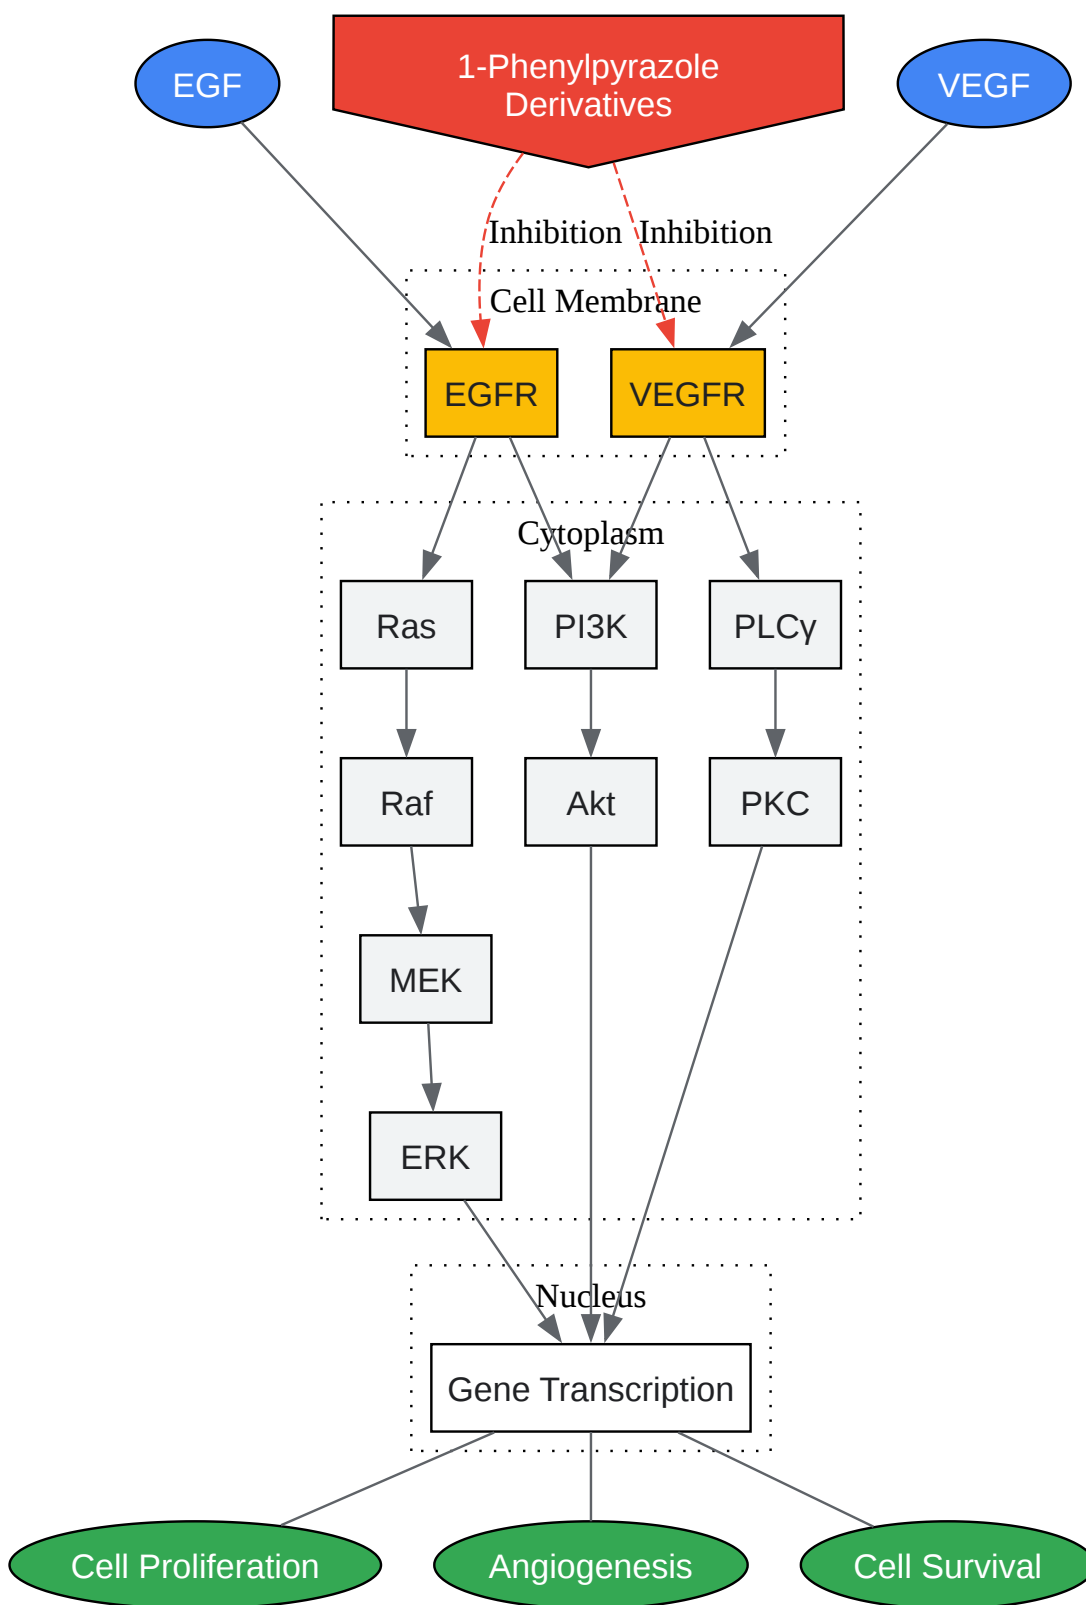 EGF
1-Phenylpyrazole
Derivatives
VEGF
Inhibition
Inhibition
Cell Membrane
EGFR
VEGFR
Cytoplasm
Ras
PI3K
PLCγ
Raf
Akt
PKC
MEK
ERK
Nucleus
Gene Transcription
Cell Proliferation
Angiogenesis
Cell Survival